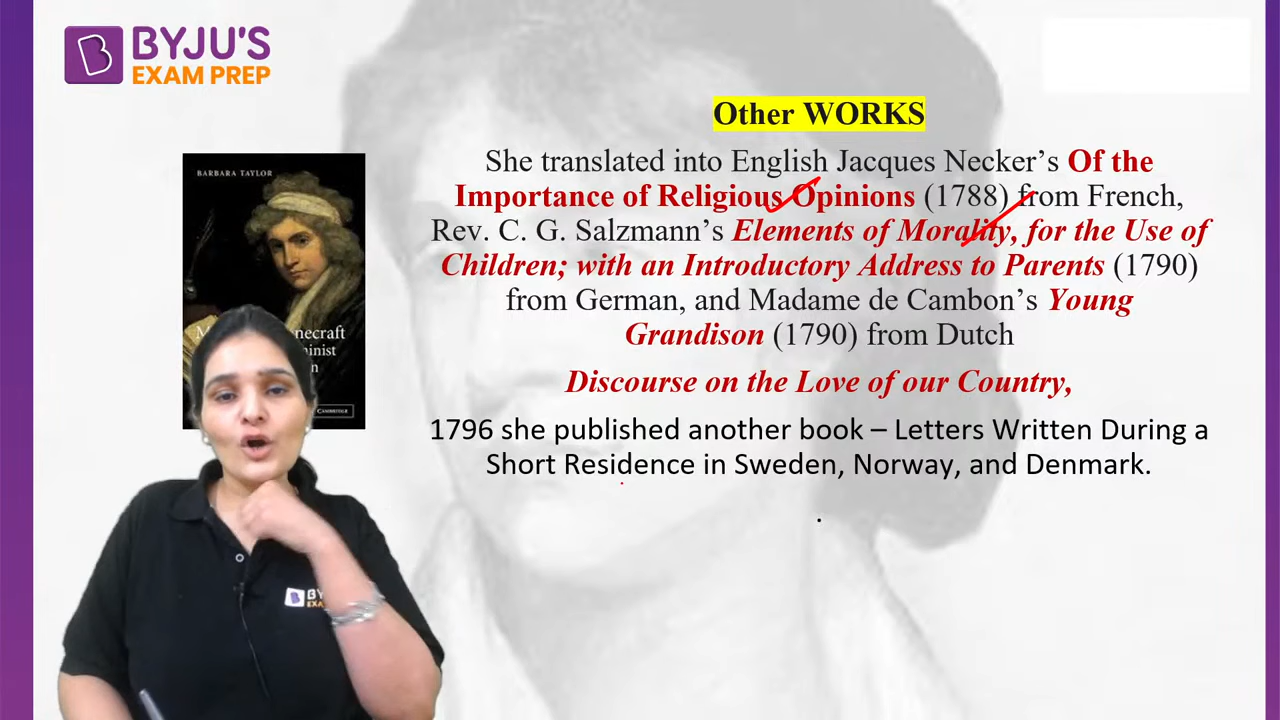 BYJU'S
EXAM PREP
Other WORKS
She translated into English Jacques Necker's Of the
Importance of Religious Opinions (1788) from French,
Rev. C. G. Salzmann's Elements of Morality, for the Use of
Children; with an Introductory Address to Parents (1790)
from German, and Madame de Cambon's Young
Grandison (1790) from Dutch
Discourse on the Love of our Country,
1796 she published another book – Letters Written During a
Short Residence in Sweden, Norway, and Denmark.
.
BARBARA TAYLOR
CAMBRIDGE